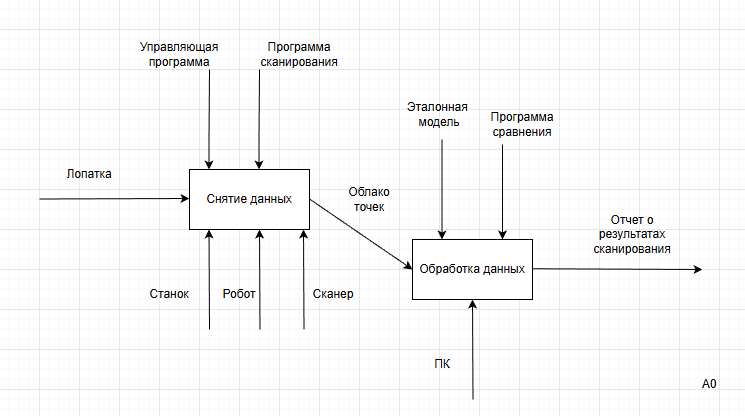 Управляющая
программа
Программа
сканирования
Эталонная
модель
Программа
сравнения
Лопатка
Снятие данных
Облако
точек
Отчет о
результатах
сканирования
Обработка данных
Станок
Робот
Сканер
ПК
A0